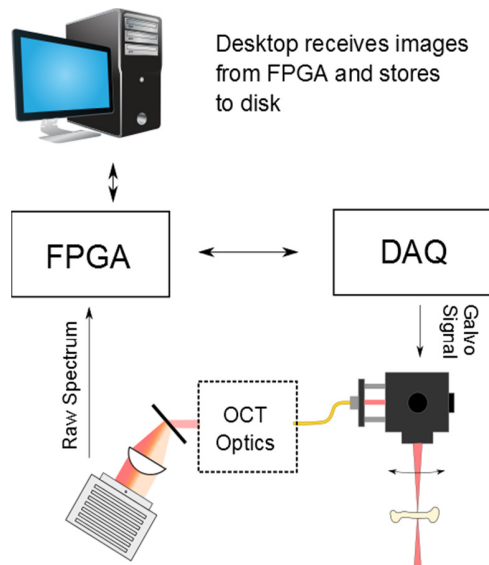 Desktop receives images
from FPGA and stores
to disk
FPGA
DAQ
Raw Spectrum
Galvo
Signal
OCT
Optics